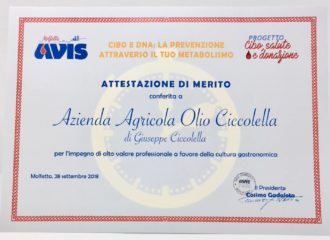 Molfetta
AVIS
CIBO E DNA: LA PREVENZIONE
ATTRAVERSO IL TUO METABOLISMO
PROGETTO
Cibo, salute
e donazione
ATTESTAZIONE DI MERITO
conferita a
Azienda Agricola Olio Ciccolella
di Giuseppe Ciccolella
per l'impegno di alto valore professionale a favore della cultura gastronomica
Molfetta, 28 settembre 2018
AVIS
Il Presidente
Cosimo Gadaleta